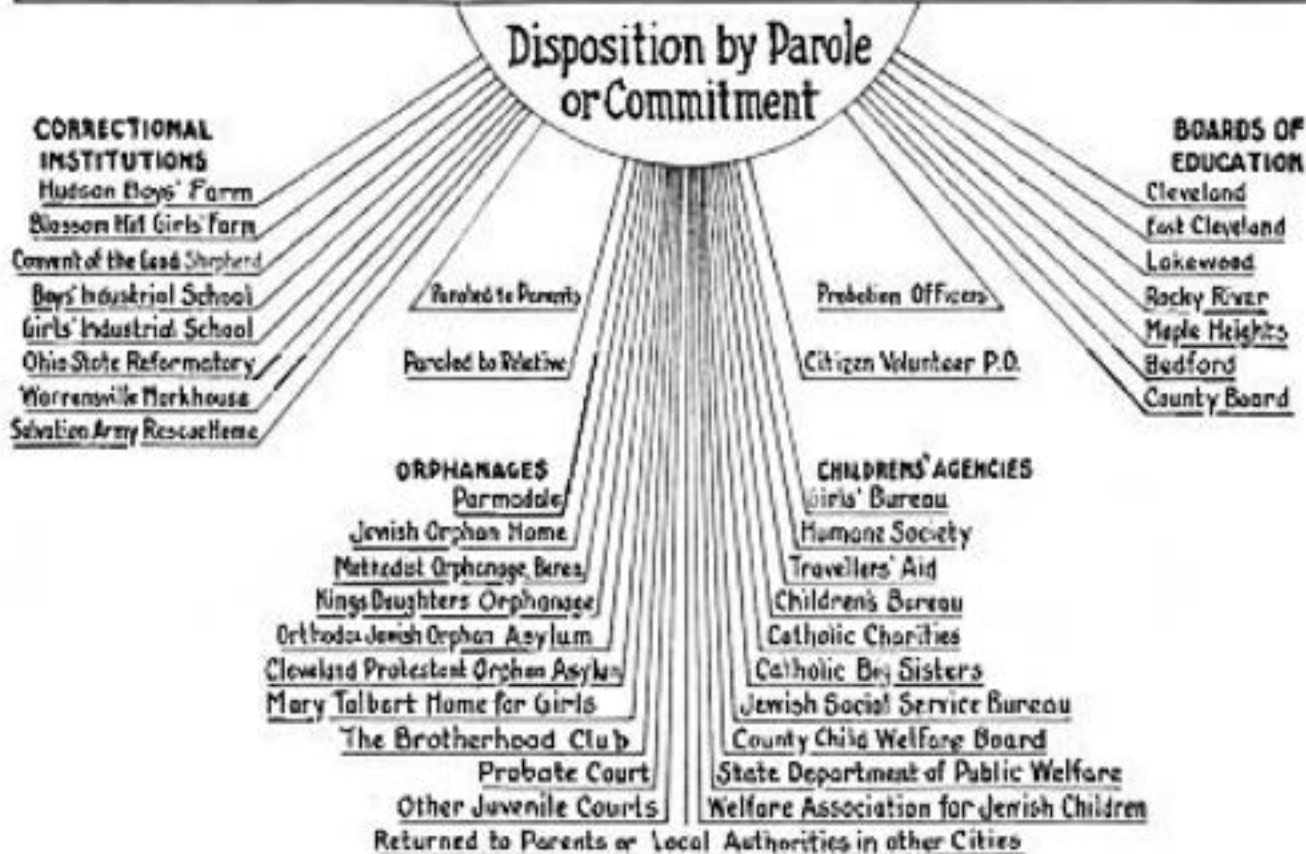 Disposition by Parole
or Commitment
CORRECTIONAL
INSTITUTIONS
Hudson Boys' Farm
Blossom Hill Girls' Farm
Convent of the Good Shepherd
Boys' Industrial School
Girls' Industrial School
Ohio State Reformatory
Warrensville Workhouse
Salvation Army Rescue Home
Paroled to Parents
Paroled to Relative
Probation Officers
Citizen Volunteer P.O.
BOARDS OF
EDUCATION
Cleveland
East Cleveland
Lakewood
Rocky River
Maple Heights
Bedford
County Board
ORPHANAGES
Parmadale
Jewish Orphan Home
Methodist Orphanage, Berea
Kings Daughters Orphanage
Orthodox Jewish Orphan Asylum
Cleveland Protestant Orphan Asylum
Mary Talbert Home for Girls
The Brotherhood Club
Probate Court
Other Juvenile Courts
CHILDRENS' AGENCIES
Girls' Bureau
Humane Society
Travellers' Aid
Children's Bureau
Catholic Charities
Catholic Big Sisters
Jewish Social Service Bureau
County Child Welfare Board
State Department of Public Welfare
Welfare Association for Jewish Children
Returned to Parents or Local Authorities in other Cities